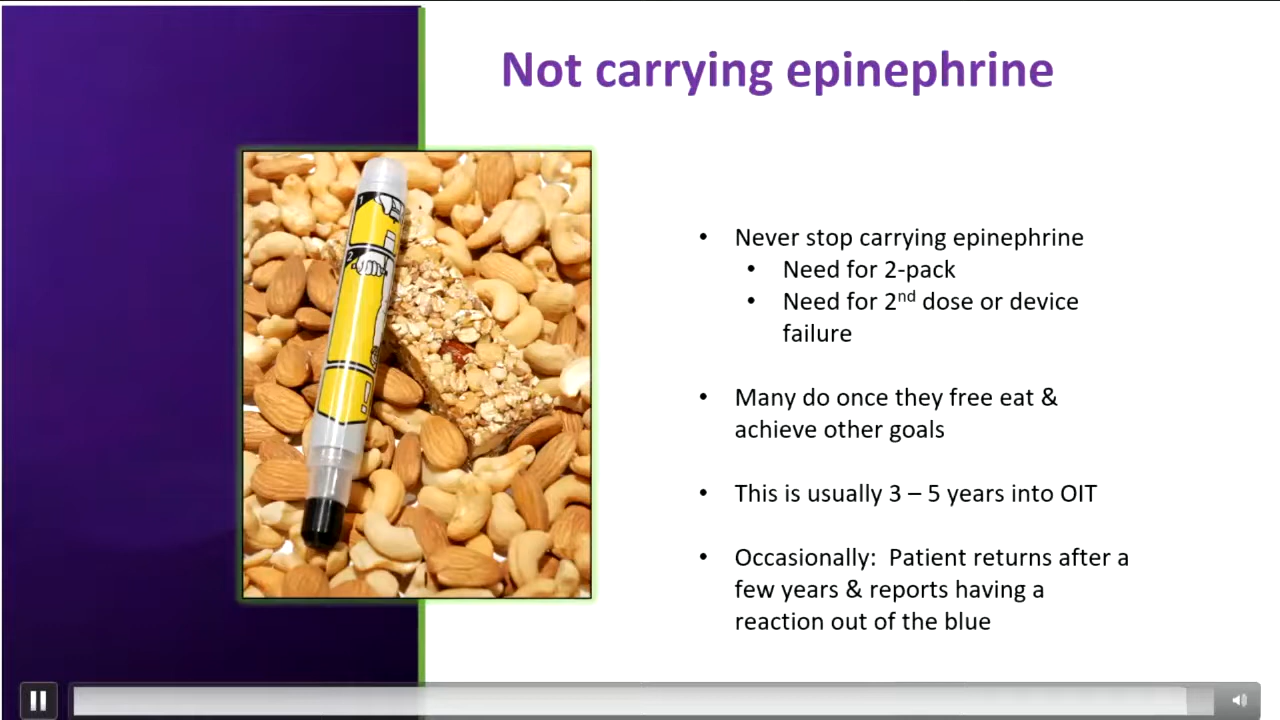 Not carrying epinephrine
1
2
• Never stop carrying epinephrine
• Need for 2-pack
• Need for 2nd dose or device
failure
• Many do once they free eat &
achieve other goals
• This is usually 3 – 5 years into OIT
• Occasionally: Patient returns after a
few years & reports having a
reaction out of the blue